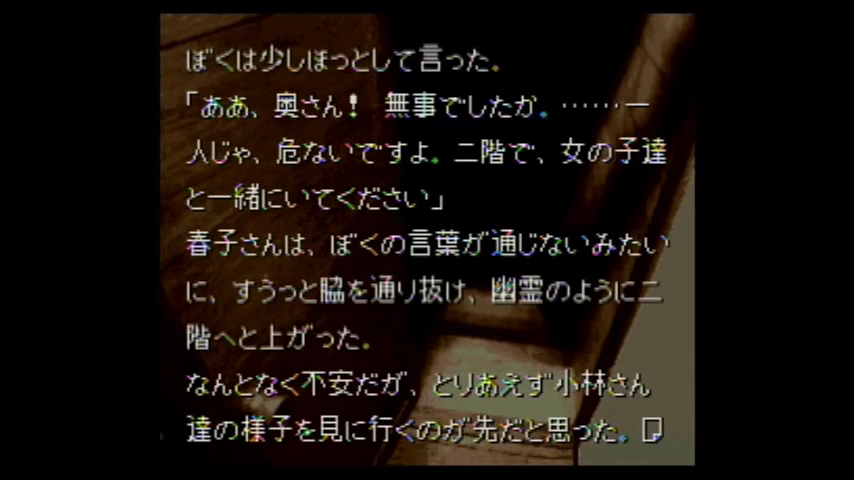 ぼくは少しほっとして言った。
「ああ、奥さん！　無事でしたか。……一
人じゃ、危ないですよ。二階で、女の子達
と一緒にいてください」
春子さんは、ぼくの言葉が通じないみたい
に、すうっと脇を通り抜け、幽霊のように二
階へと上がった。
なんとなく不安だが、とりあえず小林さん
達の様子を見に行くのが先だと思った。